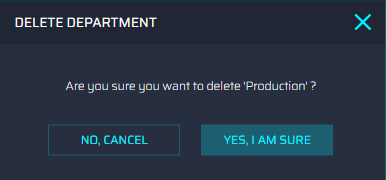 DELETE DEPARTMENT
Are you sure you want to delete 'Production' ?
NO, CANCEL
YES, I AM SURE